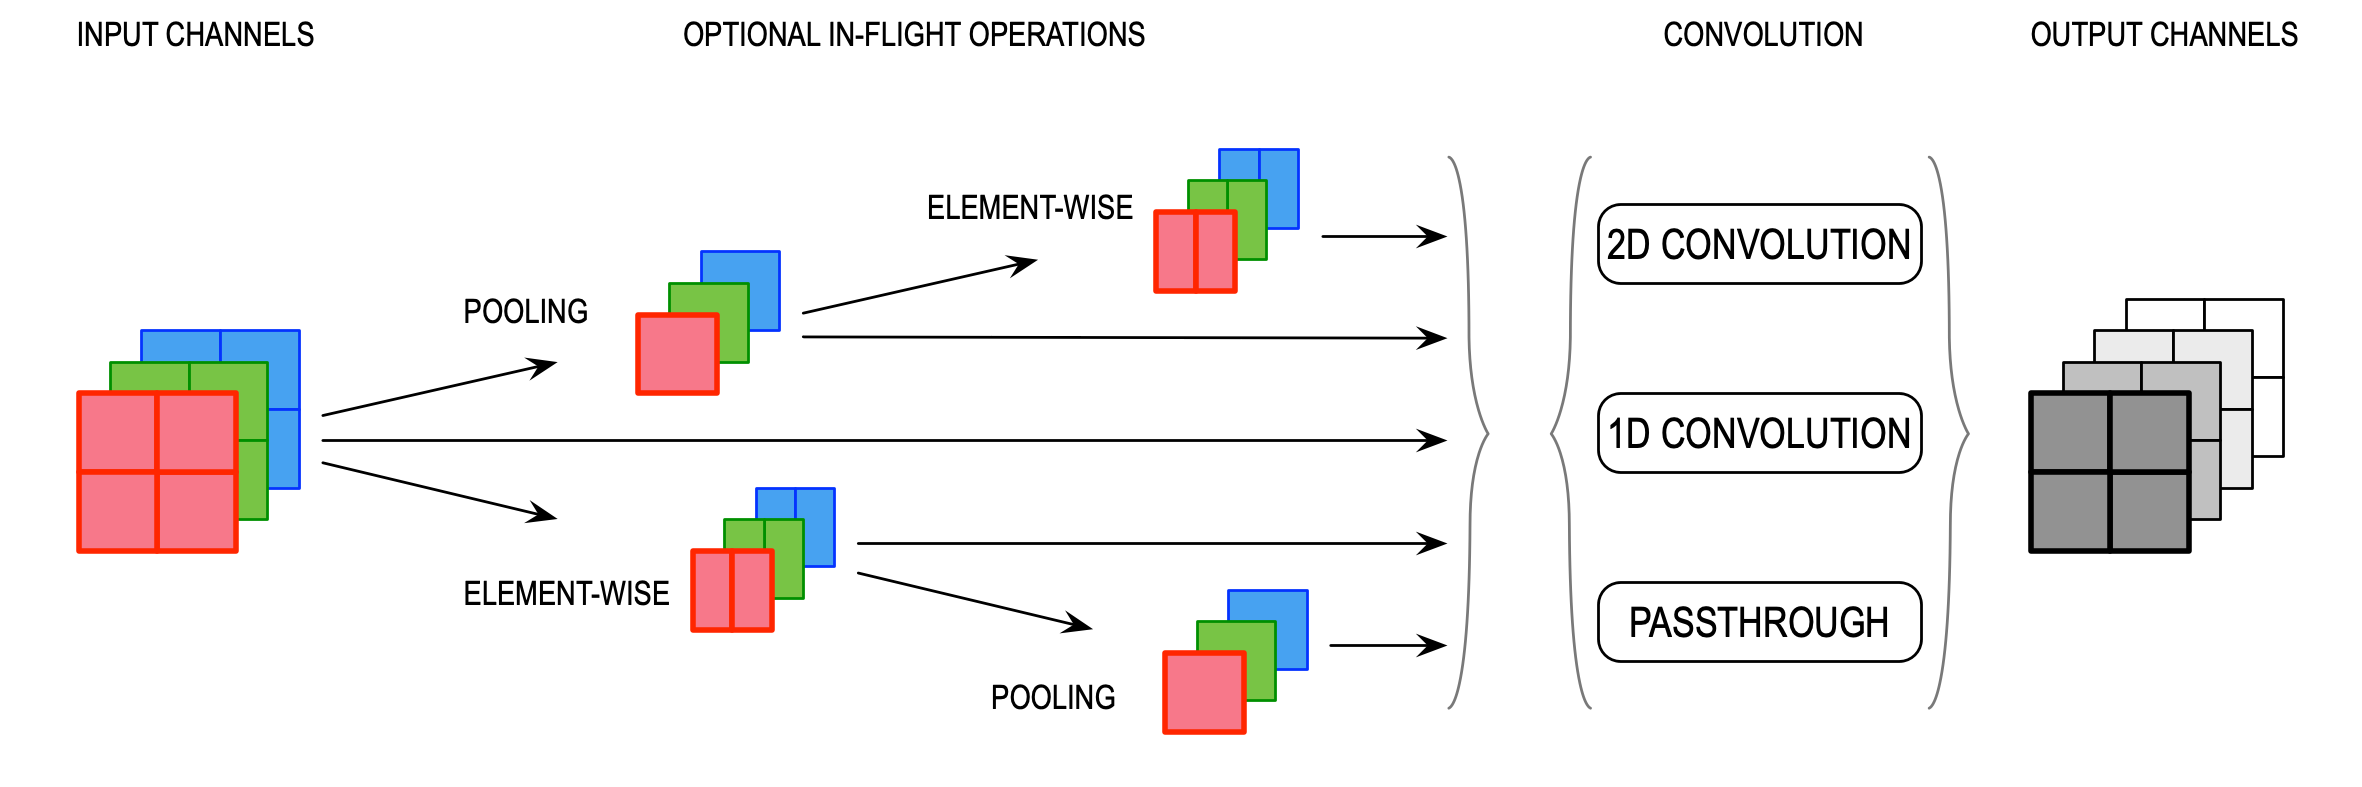 INPUT CHANNELS
OPTIONAL IN-FLIGHT OPERATIONS
CONVOLUTION
OUTPUT CHANNELS
ELEMENT-WISE
POOLING
ELEMENT-WISE
POOLING
2D CONVOLUTION
1D CONVOLUTION
PASSTHROUGH